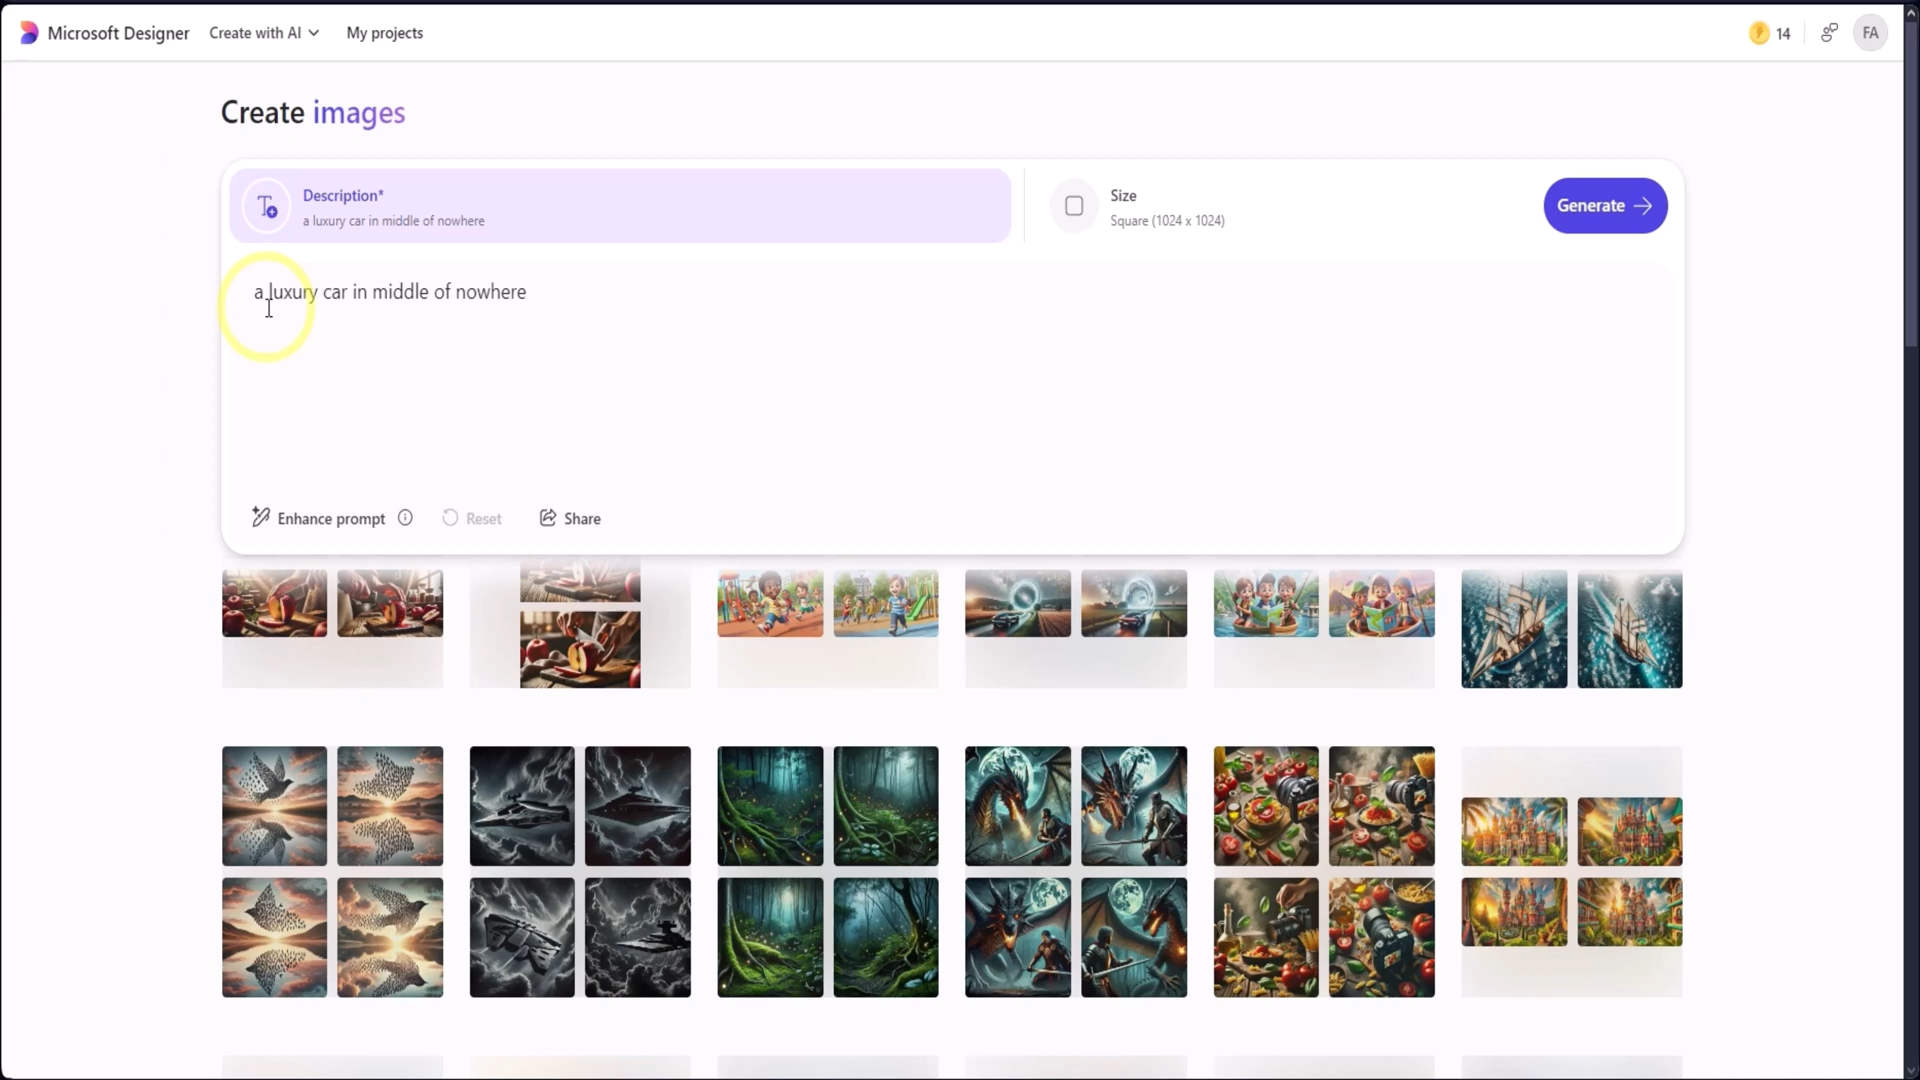 Microsoft Designer Create with AI My projects 14 FA
Create images
Description*
a luxury car in middle of nowhere
Size
Square (1024 x 1024)
Generate
a luxury car in middle of nowhere
Enhance prompt Reset Share